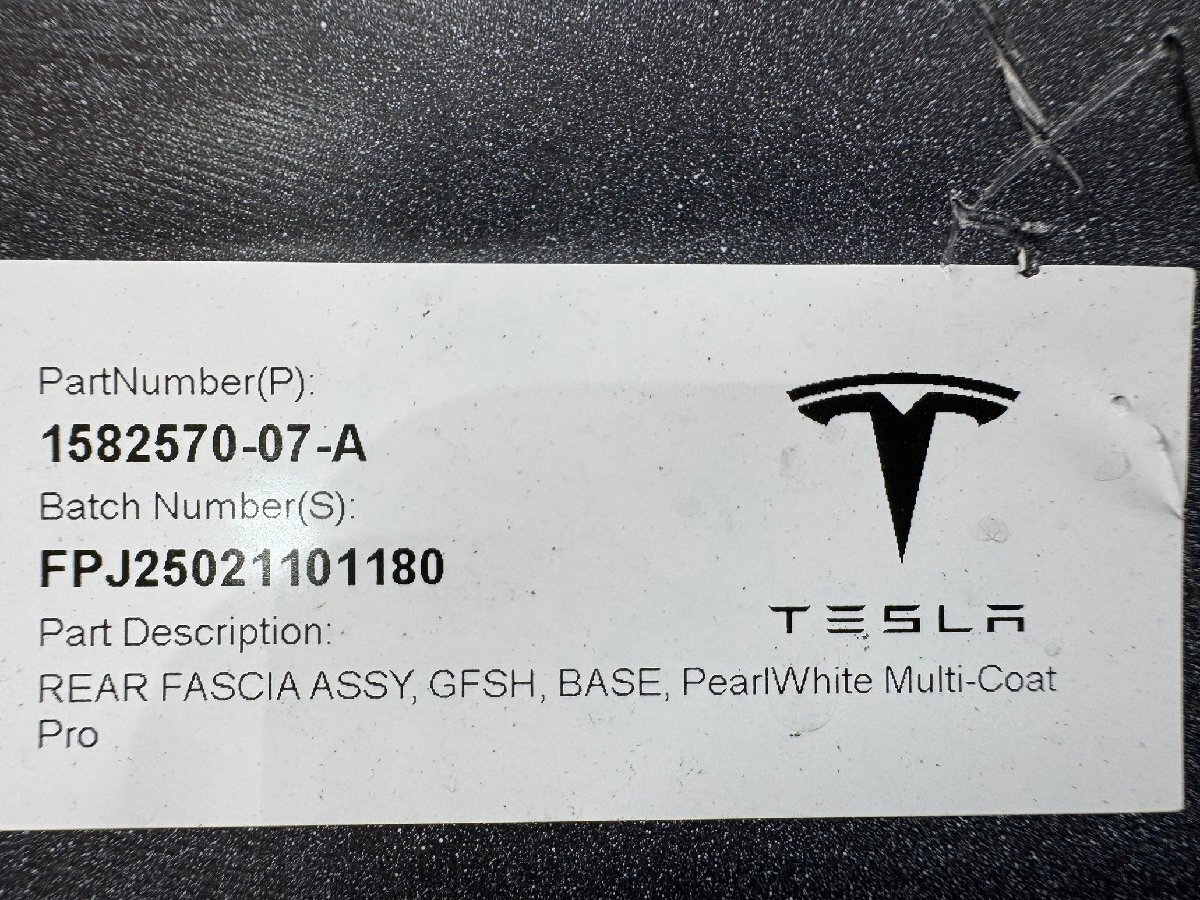 PartNumber(P):
1582570-07-A
Batch Number(S):
FPJ25021101180
Part Description:
REAR FASCIA ASSY, GFSH, BASE, PearlWhite Multi-Coat
Pro
TESLA